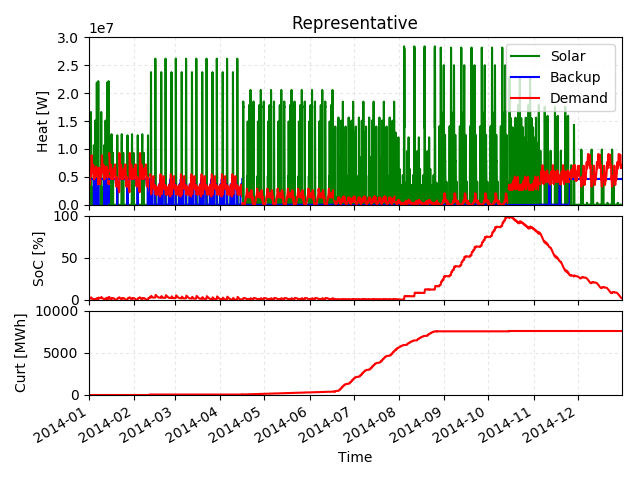 Representative
1e7
3.0
2.5
2.0
1.5
1.0
0.5
0.0
Heat [W]
Solar
Backup
Demand
100
50
0
SoC [%]
10000
5000
0
Curt [MWh]
2014-01
2014-02
2014-03
2014-04
2014-05
2014-06
2014-07
2014-08
2014-09
2014-10
2014-11
2014-12
Time